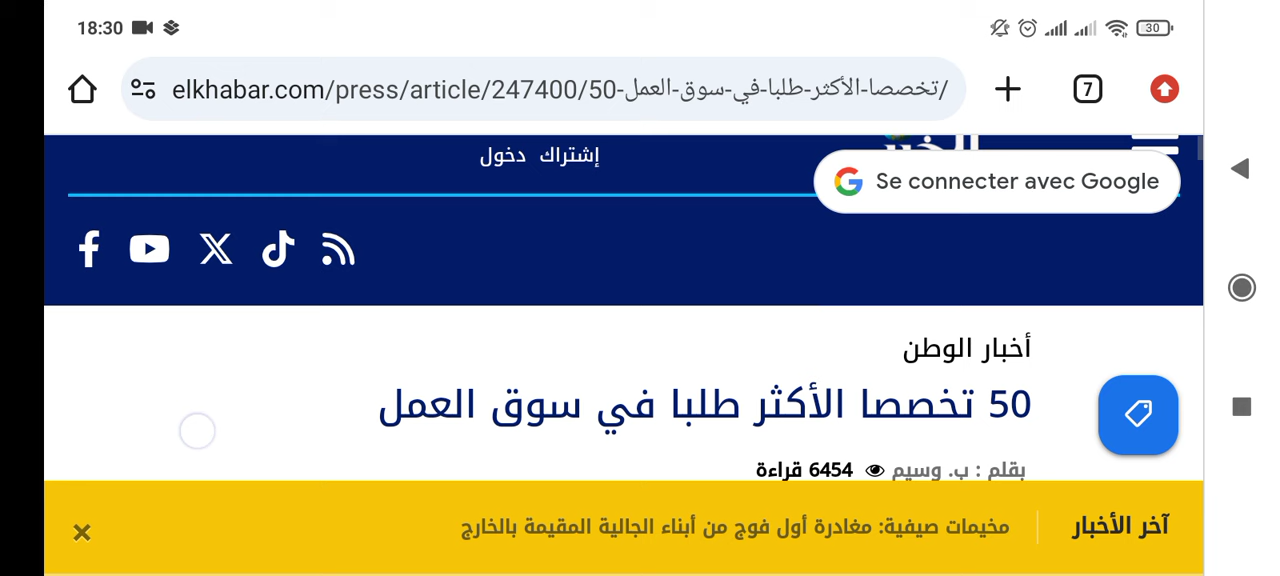 18:30
30
elkhabar.com/press/article/247400/50-تخصصا-الأكثر-طلبا-في-سوق-العمل/
7
إشتراك دخول
الخبر
Se connecter avec Google
أخبار الوطن
50 تخصصا الأكثر طلبا في سوق العمل
بقلم : ب. وسيم 6454 قراءة
آخر الأخبار
مخيمات صيفية: مغادرة أول فوج من أبناء الجالية المقيمة بالخارج